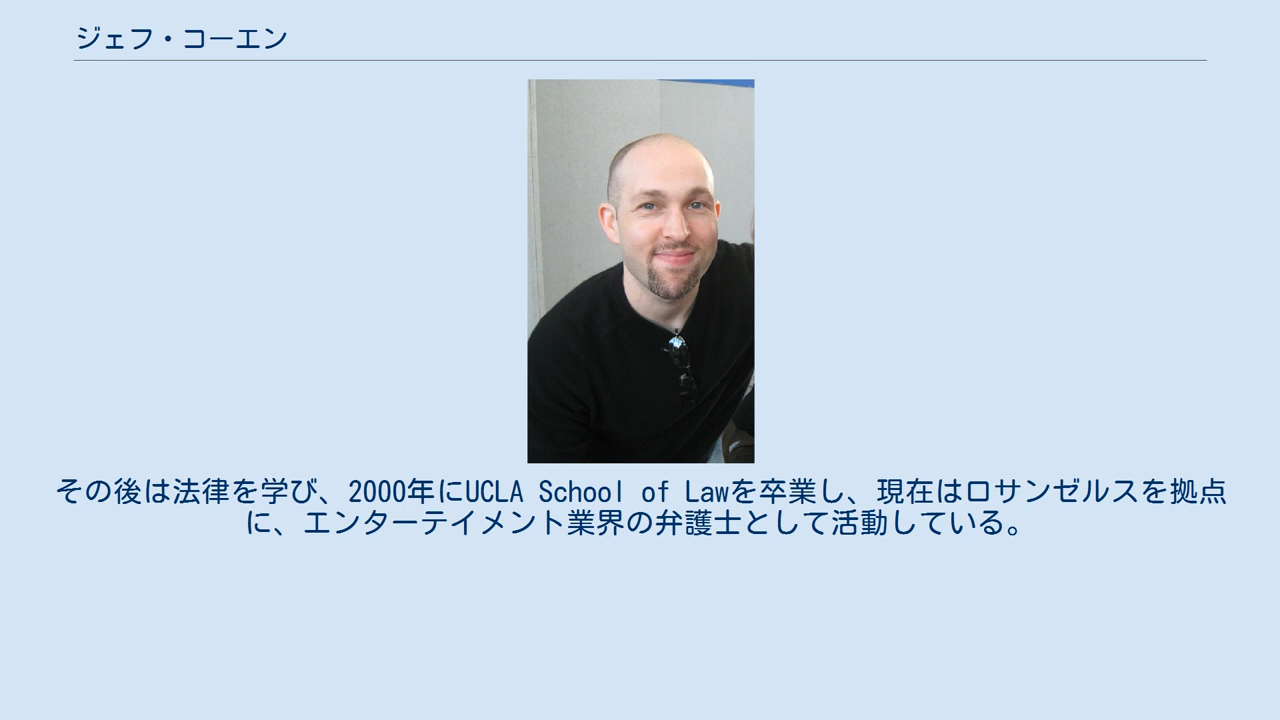 ジェフ・コーエン
その後は法律を学び、2000年にUCLA School of Lawを卒業し、現在はロサンゼルスを拠点
に、エンターテイメント業界の弁護士として活動している。